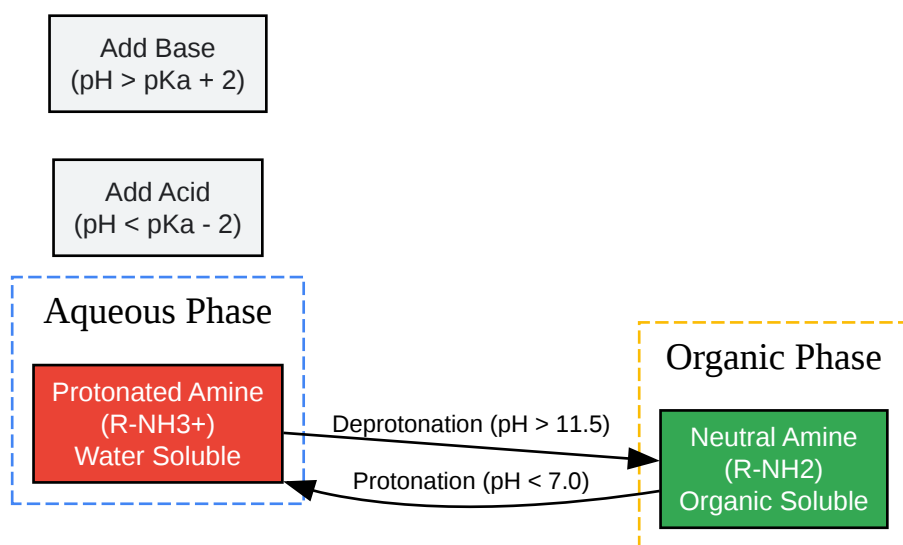 Add Base
(pH > pKa + 2)
Add Acid
(pH < pKa - 2)
Aqueous Phase
Protonated Amine
(R-NH3+)
Water Soluble
Deprotonation (pH > 11.5)
Protonation (pH < 7.0)
Organic Phase
Neutral Amine
(R-NH2)
Organic Soluble